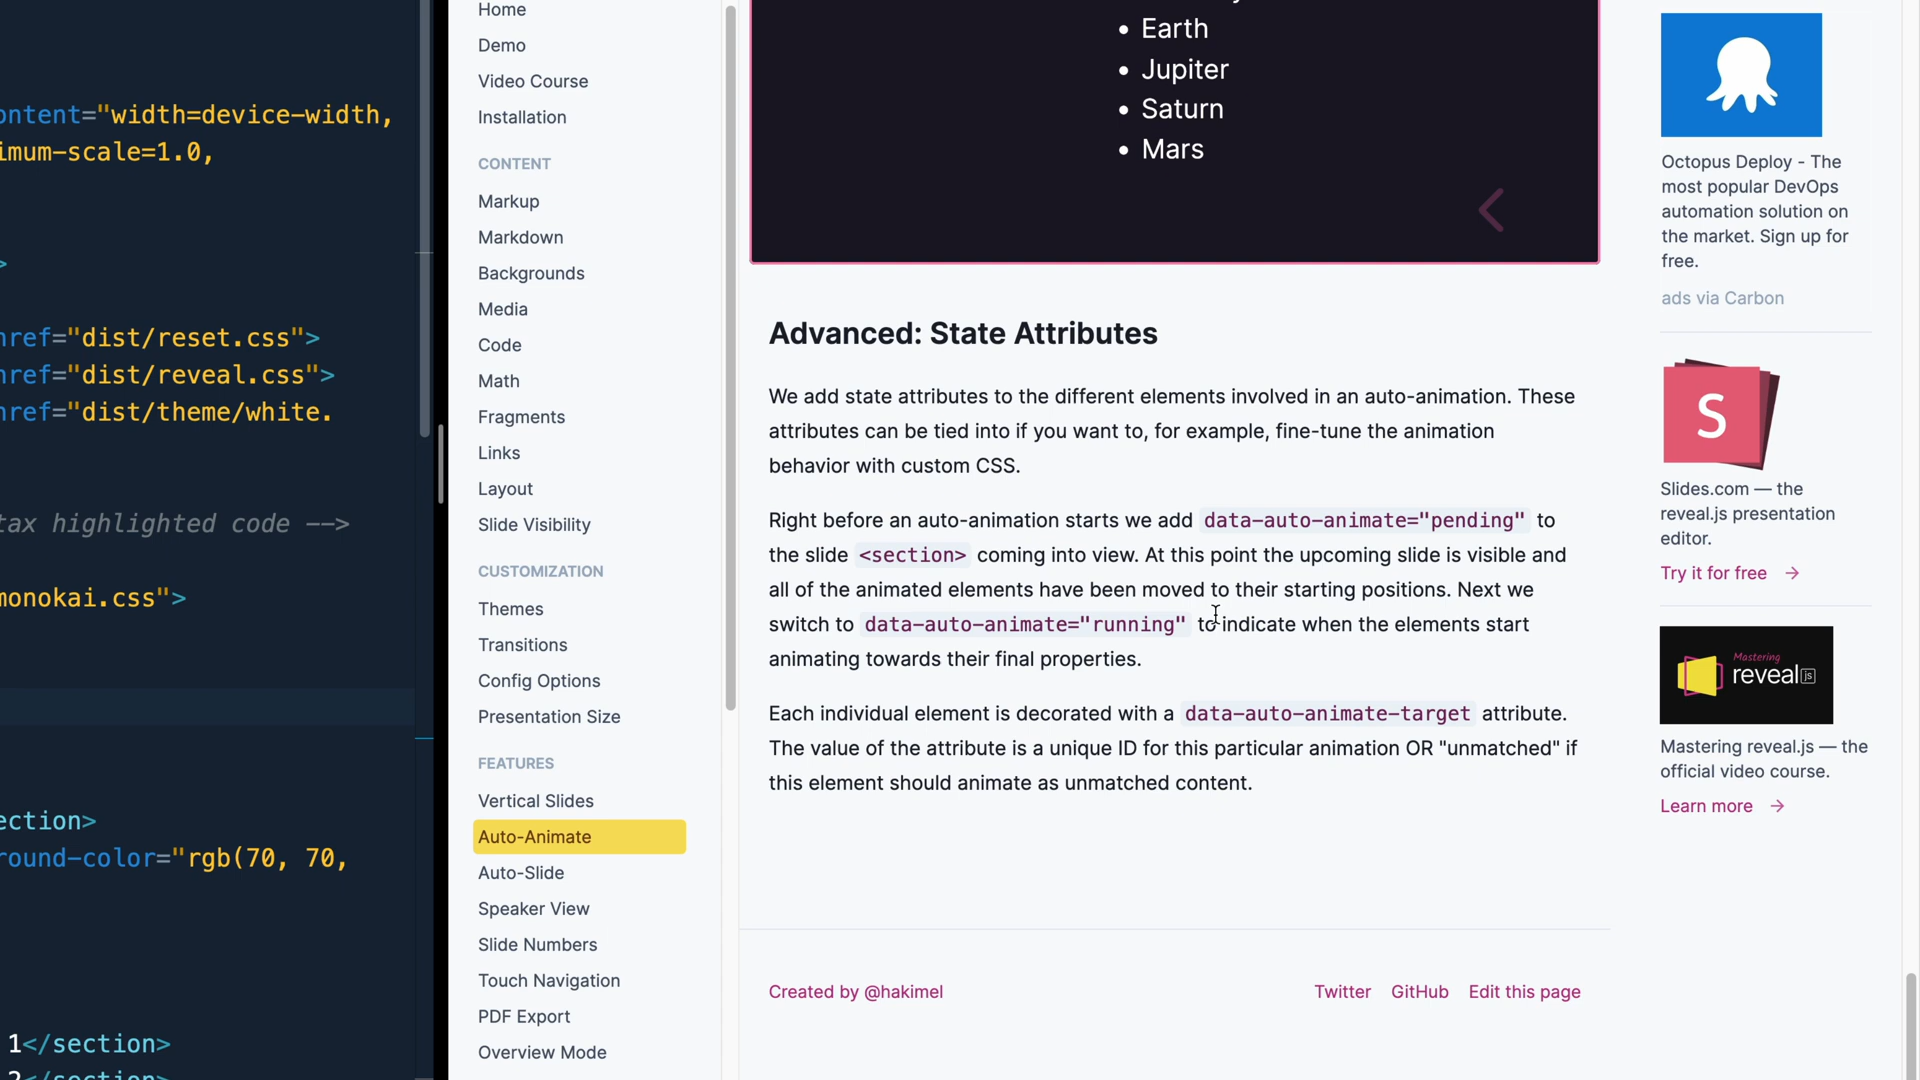 ontent="width=device-width,
imum-scale=1.0,
>
href="dist/reset.css">
href="dist/reveal.css">
href="dist/theme/white.
tax highlighted code -->
monokai.css">
ection>
round-color="rgb(70, 70,
1</section>
2</section>
Home
Demo
Video Course
Installation
CONTENT
Markup
Markdown
Backgrounds
Media
Code
Math
Fragments
Links
Layout
Slide Visibility
CUSTOMIZATION
Themes
Transitions
Config Options
Presentation Size
FEATURES
Vertical Slides
Auto-Animate
Auto-Slide
Speaker View
Slide Numbers
Touch Navigation
PDF Export
Overview Mode
• Earth
• Jupiter
• Saturn
• Mars
Advanced: State Attributes
We add state attributes to the different elements involved in an auto-animation. These
attributes can be tied into if you want to, for example, fine-tune the animation
behavior with custom CSS.
Right before an auto-animation starts we add data-auto-animate="pending" to
the slide <section> coming into view. At this point the upcoming slide is visible and
all of the animated elements have been moved to their starting positions. Next we
switch to data-auto-animate="running" to indicate when the elements start
animating towards their final properties.
Each individual element is decorated with a data-auto-animate-target attribute.
The value of the attribute is a unique ID for this particular animation OR "unmatched" if
this element should animate as unmatched content.
Created by @hakimel
Twitter GitHub Edit this page
Octopus Deploy - The
most popular DevOps
automation solution on
the market. Sign up for
free.
ads via Carbon
S
Slides.com — the
reveal.js presentation
editor.
Try it for free →
Mastering
reveal js
Mastering reveal.js — the
official video course.
Learn more →